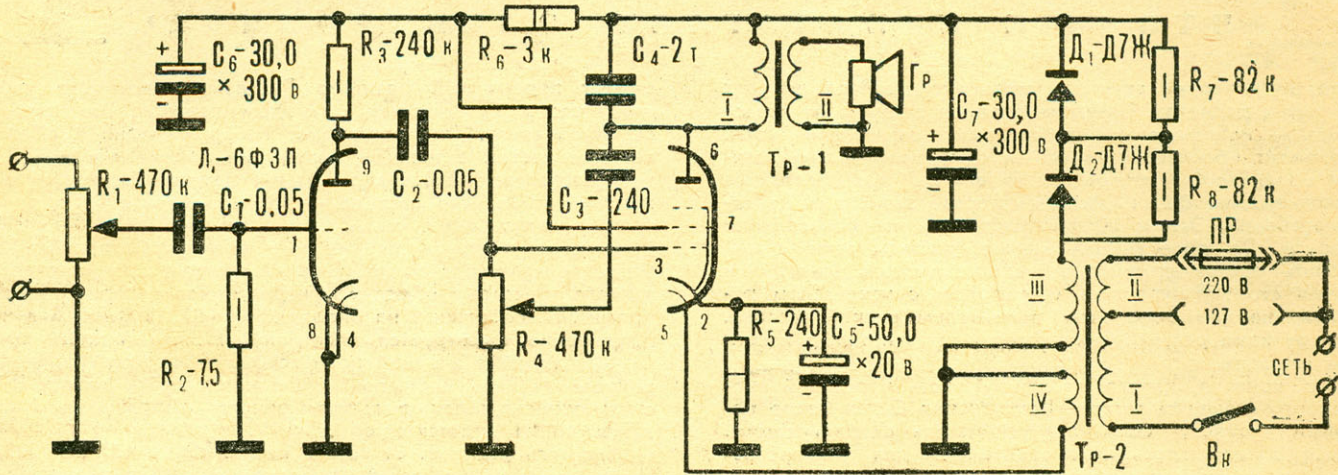 C₆-30,0
× 300 в
+
-
R₃-240 к
R₆-3 к
C₄-2 т
I
II
Гр
Тр-1
C₇-30,0
× 300 в
+
-
Д₁-Д7Ж
Д₂-Д7Ж
R₇-82 к
R₈-82 к
R₁-470 к
C₁-0,05
Л₁-6Ф3П
1
9
8
4
R₂-7.5
C₂-0.05
C₃-240
R₄-470 к
6
7
3
2
5
R₅-240
C₅-50,0
× 20 в
+
-
III
IV
II
I
Тр-2
ПР
220 В
127 В
СЕТЬ
Вк